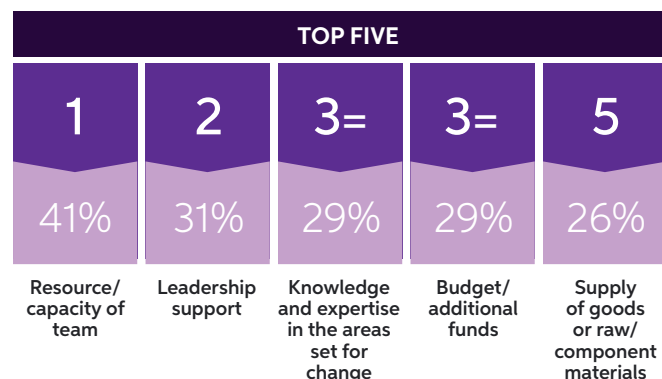 TOP FIVE
1
2
3=
3=
5
41%
31%
29%
29%
26%
Resource/
capacity of
team
Leadership
support
Knowledge
and expertise
in the areas
set for
change
Budget/
additional
funds
Supply
of goods
or raw/
component
materials